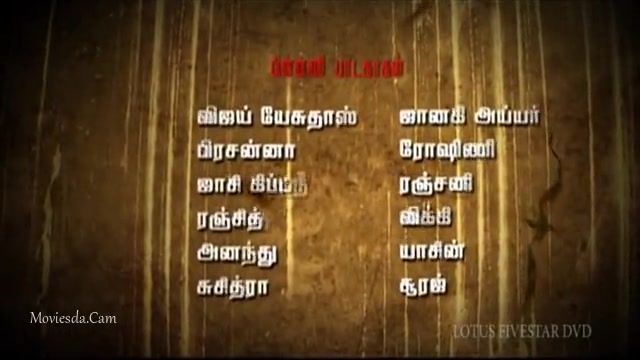 பின்னணி பாடகர்கள்
விஜய் யேசுதாஸ் ஜானகி அய்யர்
பிரசன்னா ரோஷிணி
ஜாசி கிப்ட் ரஞ்சனி
ரஞ்சித் விக்கி
அனந்து யாசின்
சுசித்ரா சூரஜ்
Moviesda.Cam
LOTUS FIVESTAR DVD